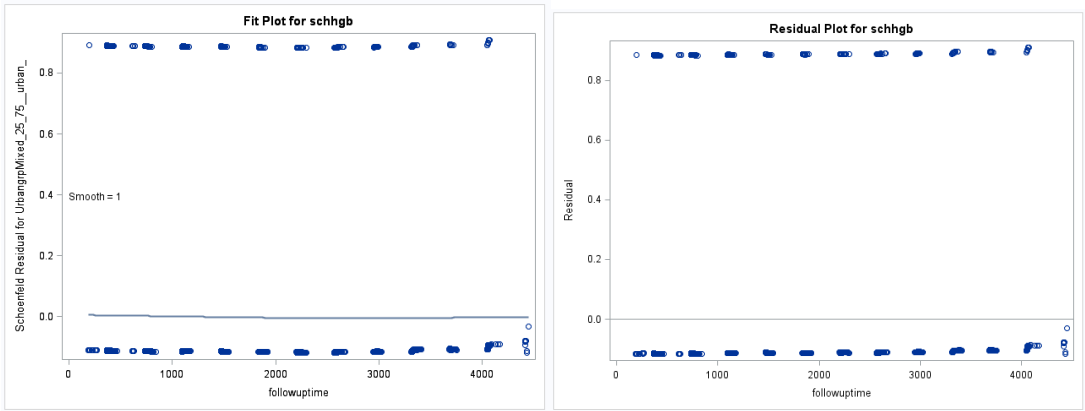 Fit Plot for schhgb
Schoenfeld Residual for UrbangrpMixed_25_75__urban_
0.8
0.6
0.4
0.2
0.0
Smooth = 1
0 1000 2000 3000 4000
followuptime
Residual Plot for schhgb
Residual
0.8
0.6
0.4
0.2
0.0
0 1000 2000 3000 4000
followuptime